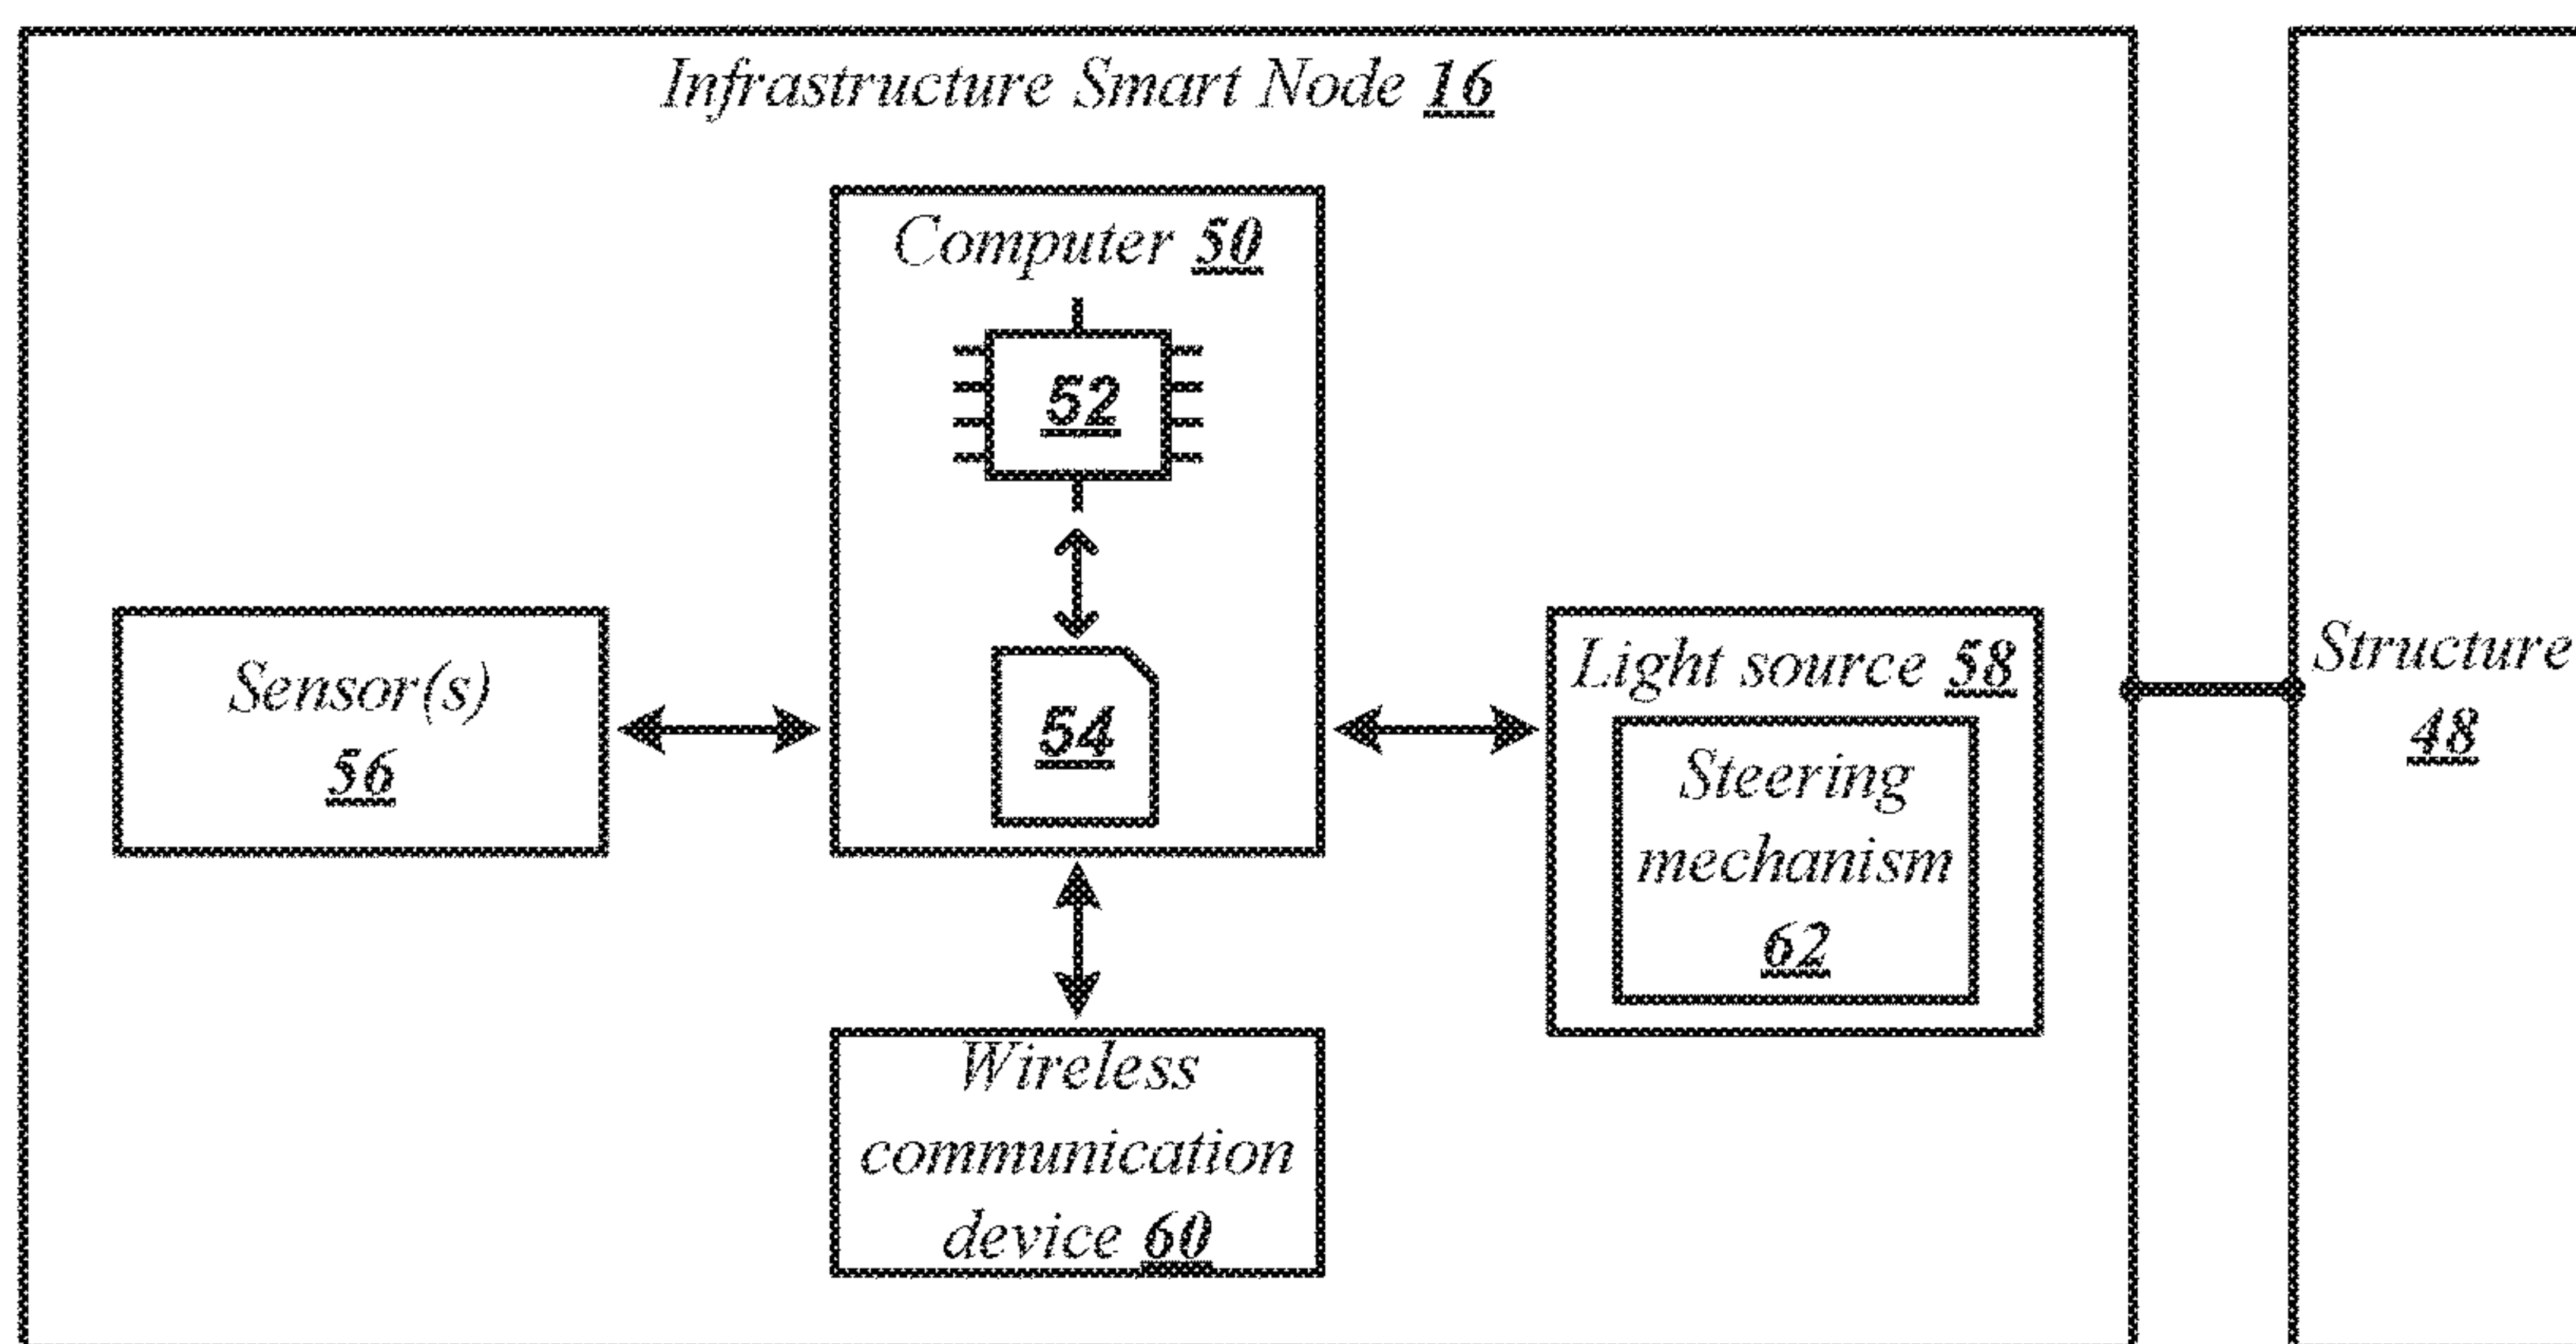 Infrastructure Smart Node 16
Computer 50
52
54
Sensor(s)
56
Light source 58
Steering
mechanism
62
Wireless
communication
device 60
Structure
48